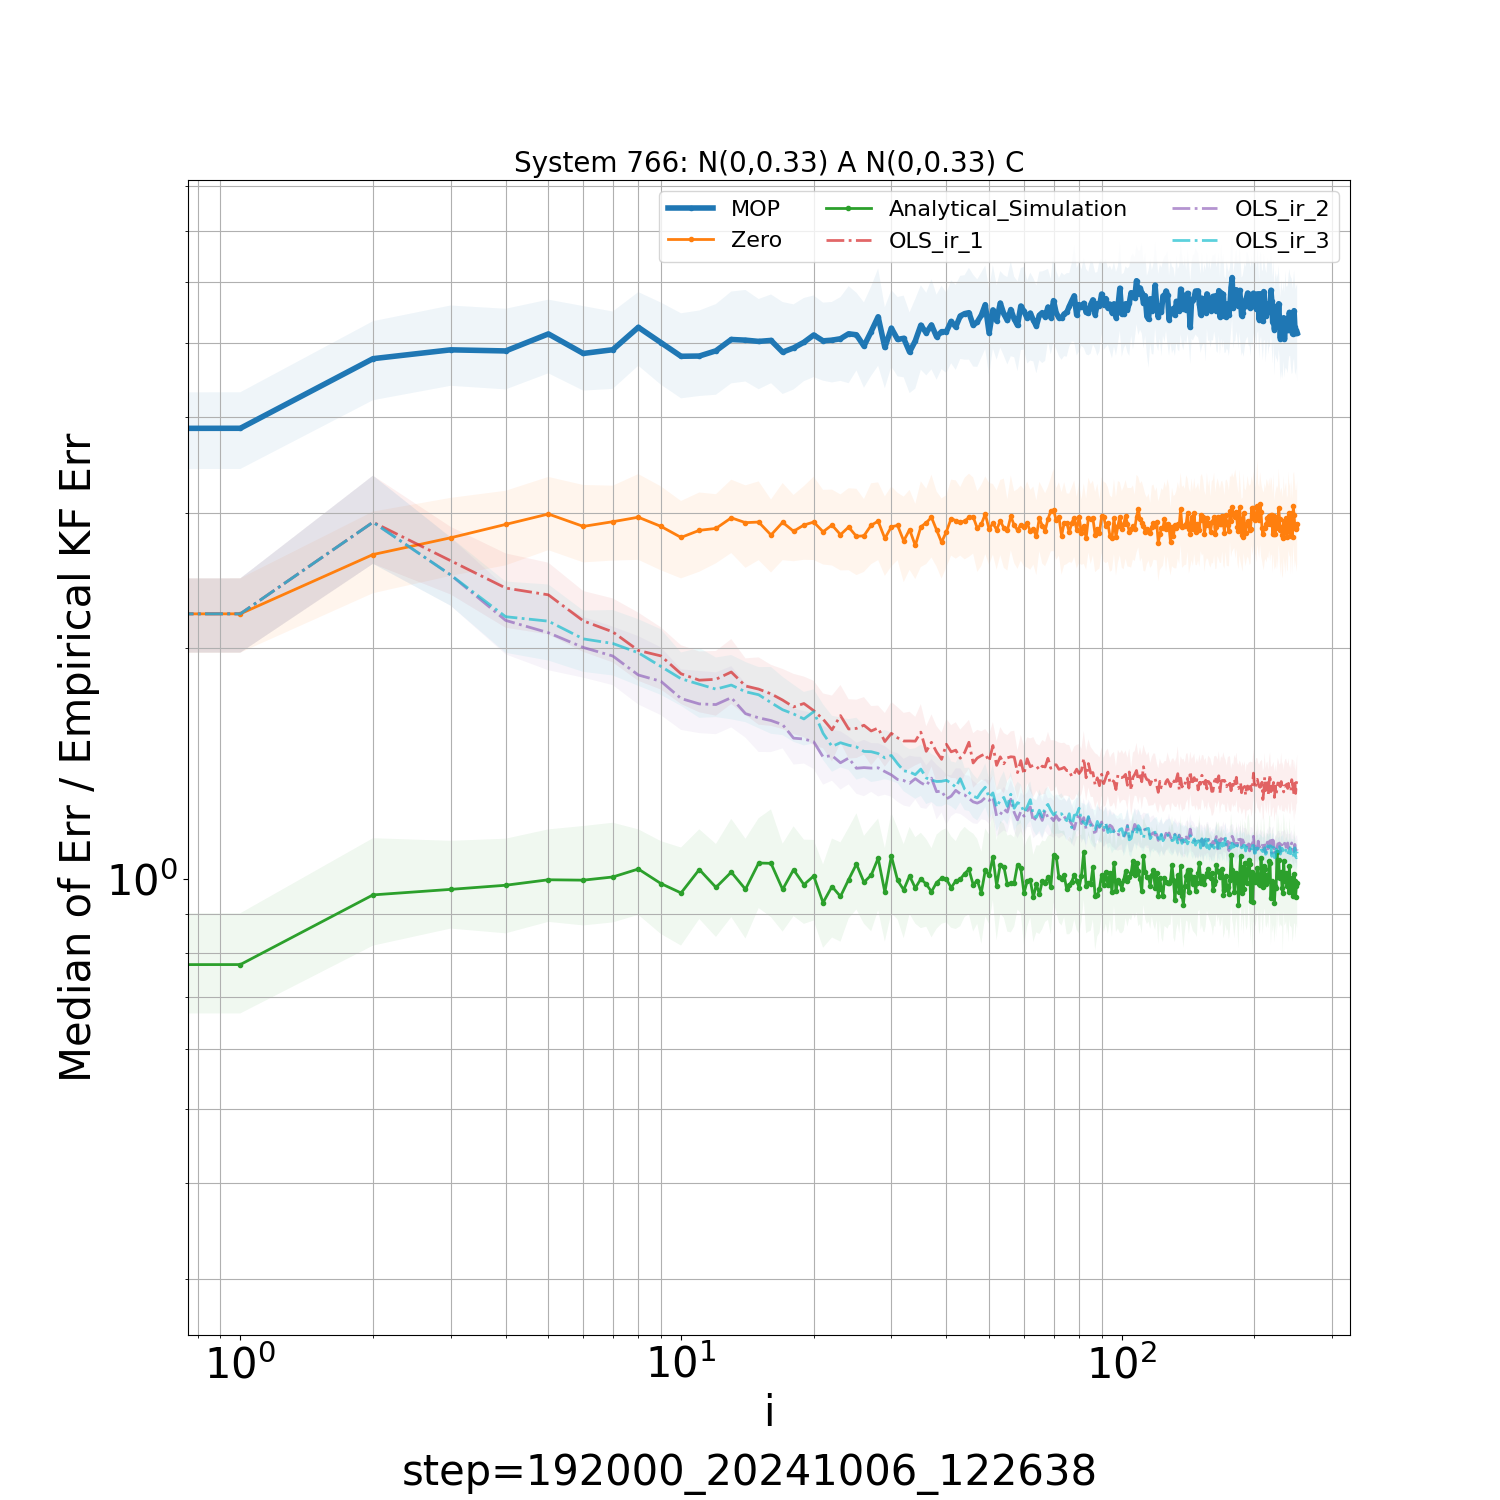 System 766: N(0,0.33) A N(0,0.33) C
MOP
Zero
Analytical_Simulation
OLS_ir_1
OLS_ir_2
OLS_ir_3
Median of Err / Empirical KF Err
10⁰
10⁰
10¹
10²
i
step=192000_20241006_122638